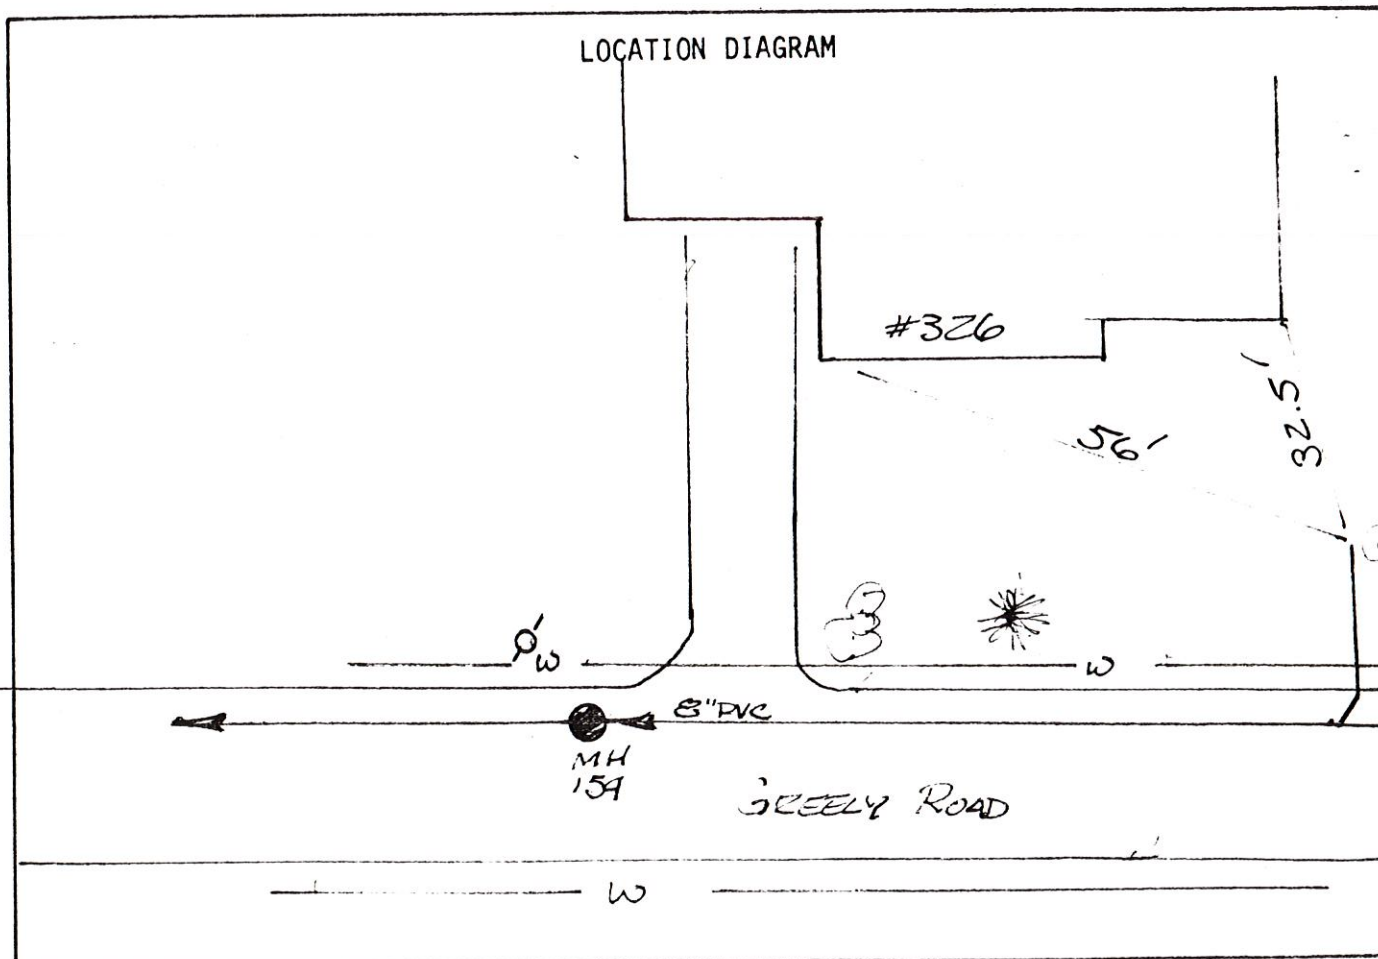 LOCATION DIAGRAM
#326
56'
32.5'
W
W
8"PVC
MH
159
GREELY ROAD
W